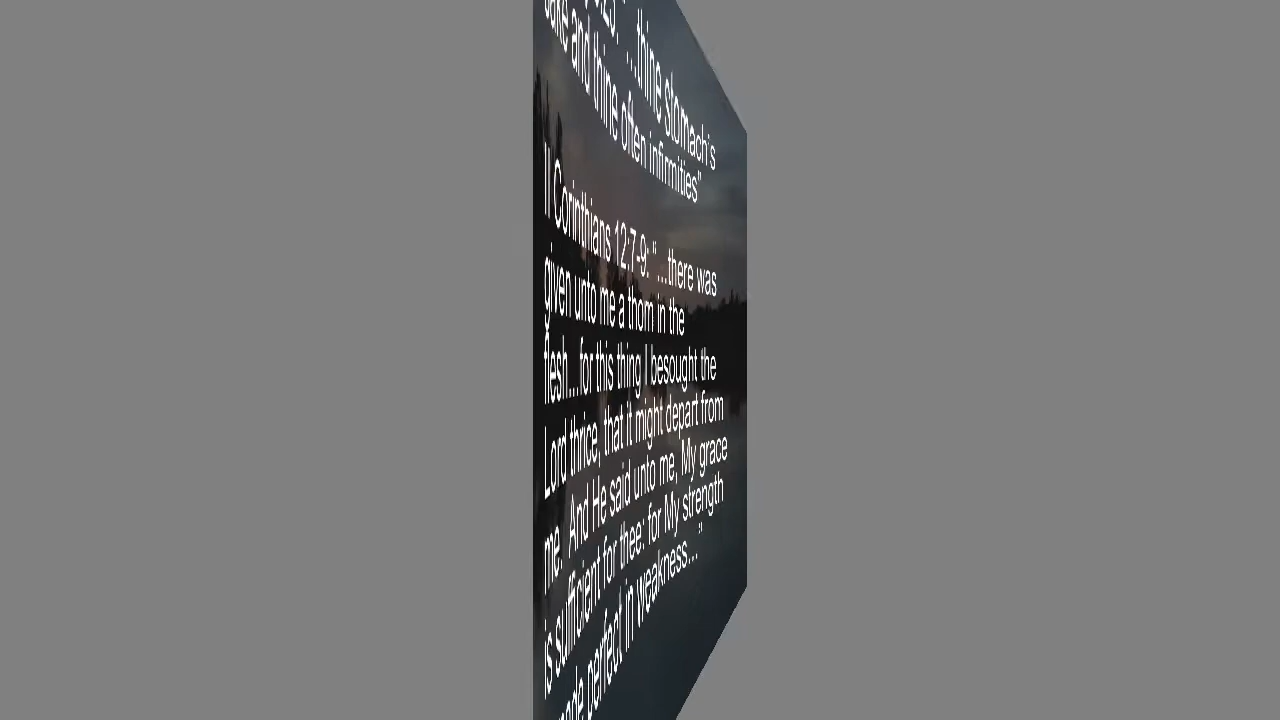 "...thine stomach's
sake and thine often infirmities"
II Corinthians 12:7-9: "...there was
given unto me a thorn in the
flesh...for this thing I besought the
Lord thrice, that it might depart from
me. And He said unto me, My grace
is sufficient for thee: for My strength
made perfect in weakness..."